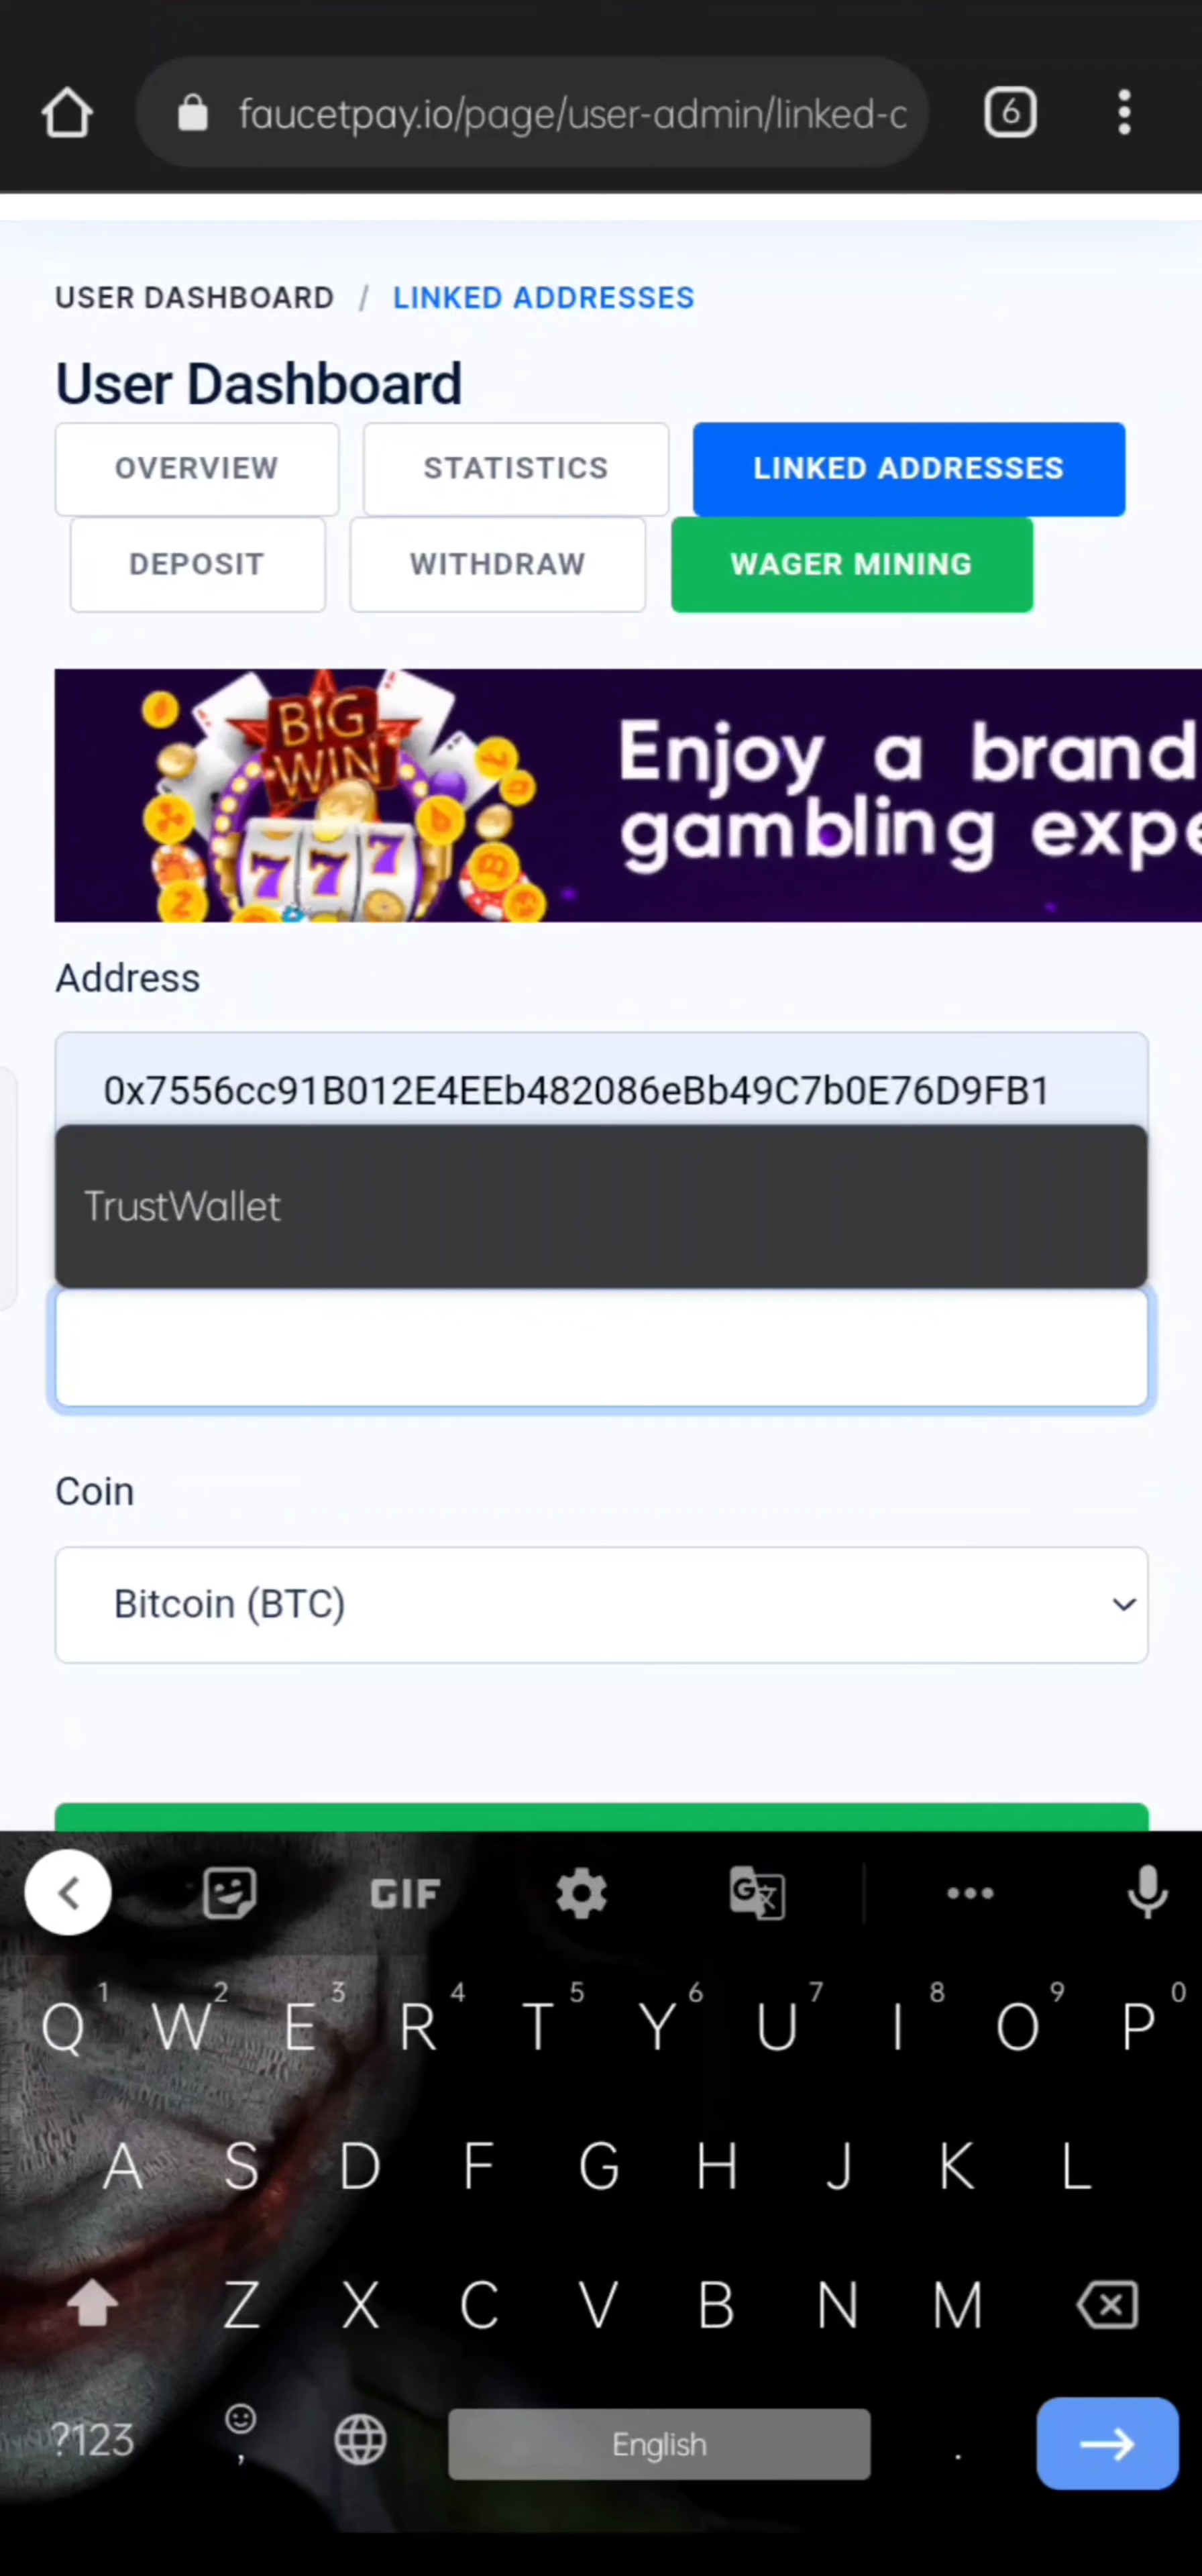 faucetpay.io/page/user-admin/linked-c
6
USER DASHBOARD / LINKED ADDRESSES
User Dashboard
OVERVIEW STATISTICS LINKED ADDRESSES
DEPOSIT WITHDRAW WAGER MINING
BIG
WIN
777
Enjoy a brand
gambling expe
Address
0x7556cc91B012E4EEb482086eBb49C7b0E76D9FB1
TrustWallet
Coin
Bitcoin (BTC)
GIF G
1 2 3 4 5 6 7 8 9 0
Q W E R T Y U I O P
A S D F G H J K L
Z X C V B N M
?123 , English .